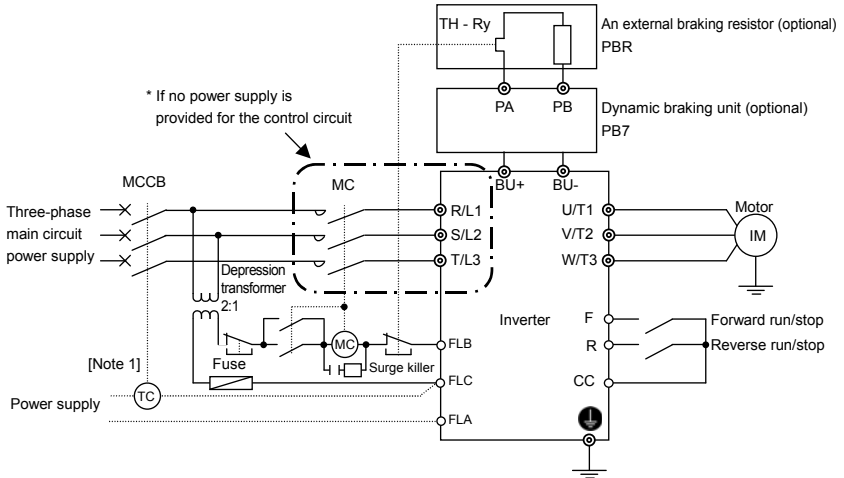 TH - Ry
An external braking resistor (optional)
PBR
PA
PB
Dynamic braking unit (optional)
PB7
* If no power supply is
provided for the control circuit
BU+
BU-
MCCB
MC
Three-phase
main circuit
power supply
R/L1
S/L2
T/L3
U/T1
V/T2
W/T3
Motor
IM
Depression
transformer
2:1
Inverter
F
Forward run/stop
R
Reverse run/stop
CC
MC
FLB
Surge killer
[Note 1]
Fuse
FLC
TC
Power supply
FLA